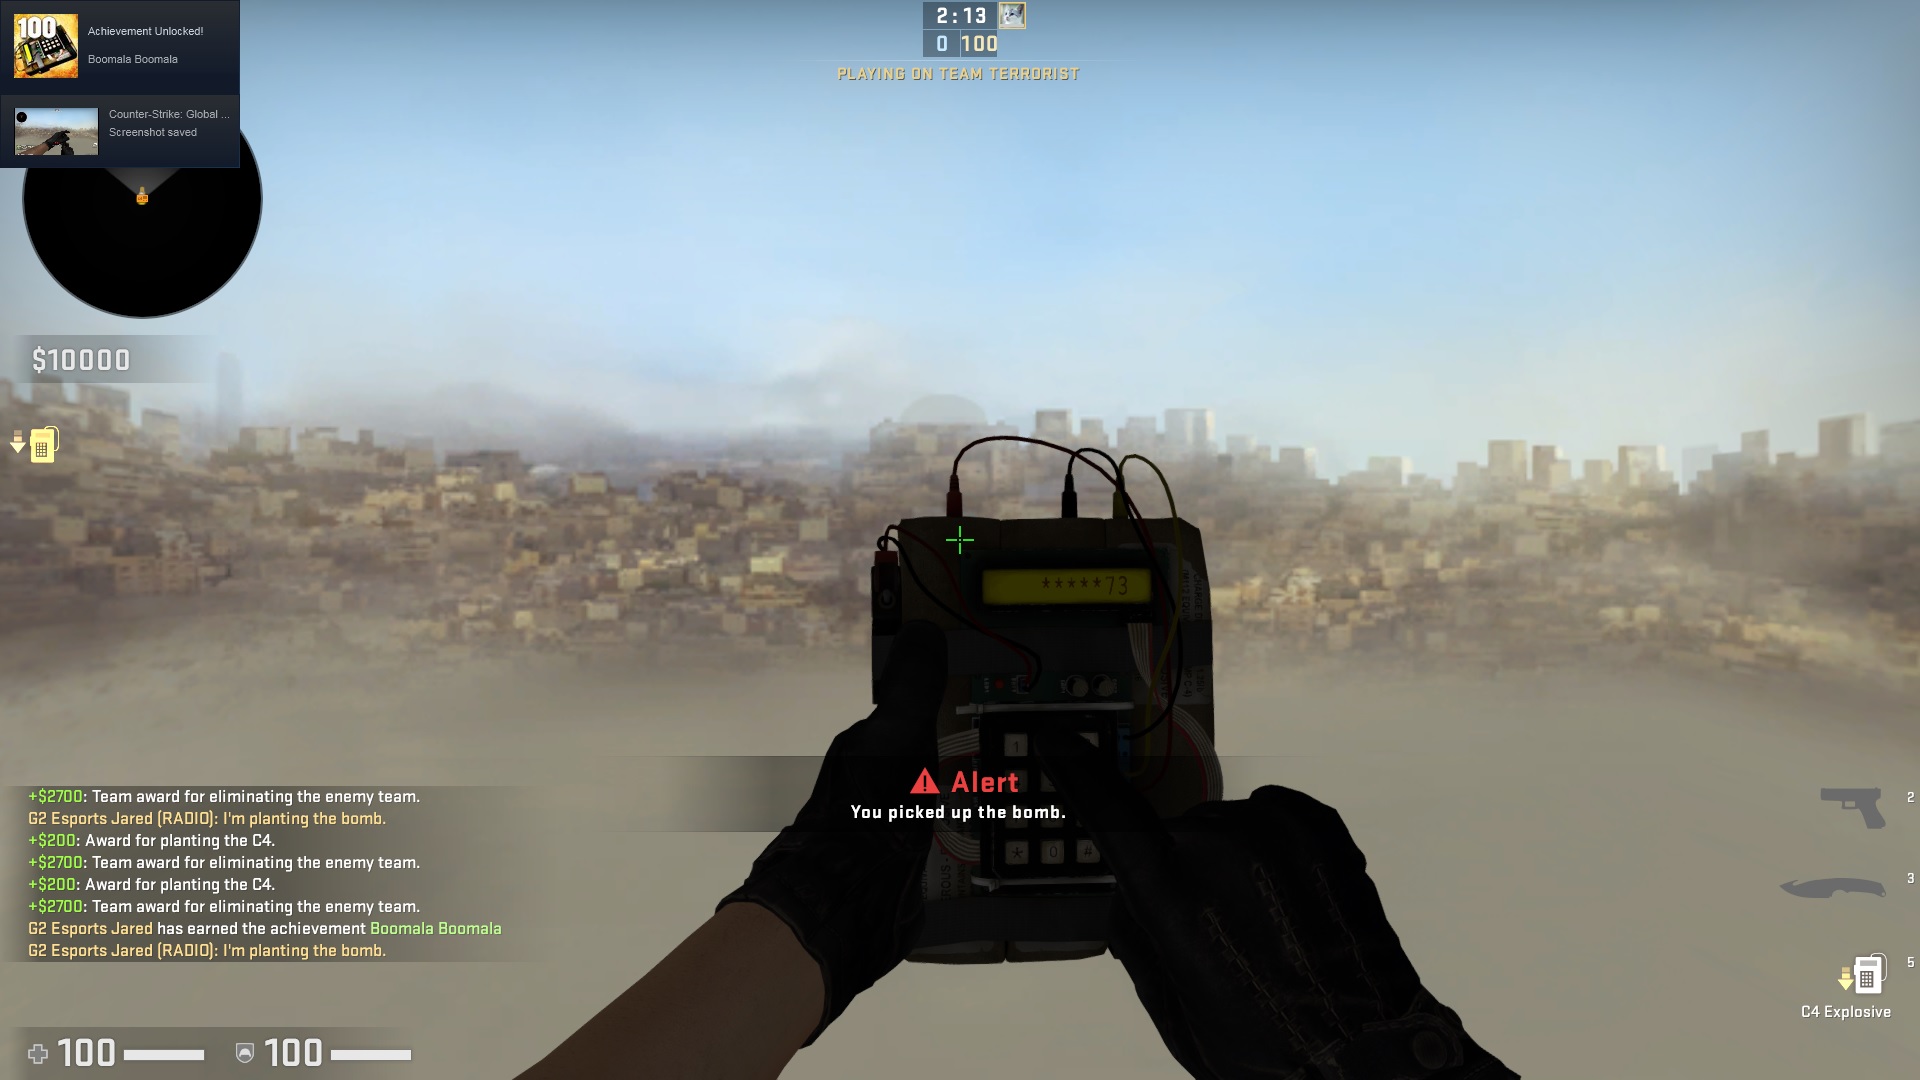 100
Achievement Unlocked!
Boomala Boomala
Counter-Strike: Global ...
Screenshot saved
2:13
0 100
PLAYING ON TEAM TERRORIST
$10000
*****73
1
Alert
You picked up the bomb.
* 0 #
+$2700: Team award for eliminating the enemy team.
G2 Esports Jared (RADIO): I'm planting the bomb.
+$200: Award for planting the C4.
+$2700: Team award for eliminating the enemy team.
+$200: Award for planting the C4.
+$2700: Team award for eliminating the enemy team.
G2 Esports Jared has earned the achievement Boomala Boomala
G2 Esports Jared (RADIO): I'm planting the bomb.
2
3
5
C4 Explosive
100 100